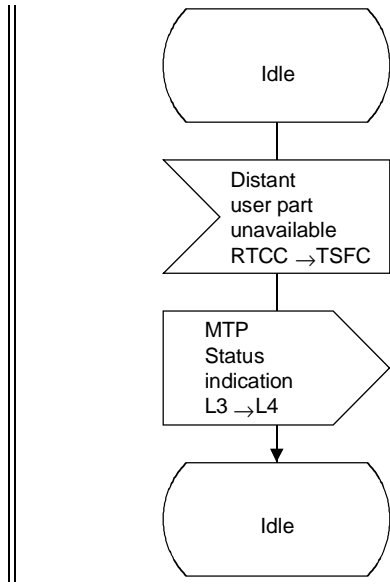 Idle
Distant
user part
unavailable
RTCC → TSFC
MTP
Status
indication
L3 → L4
Idle